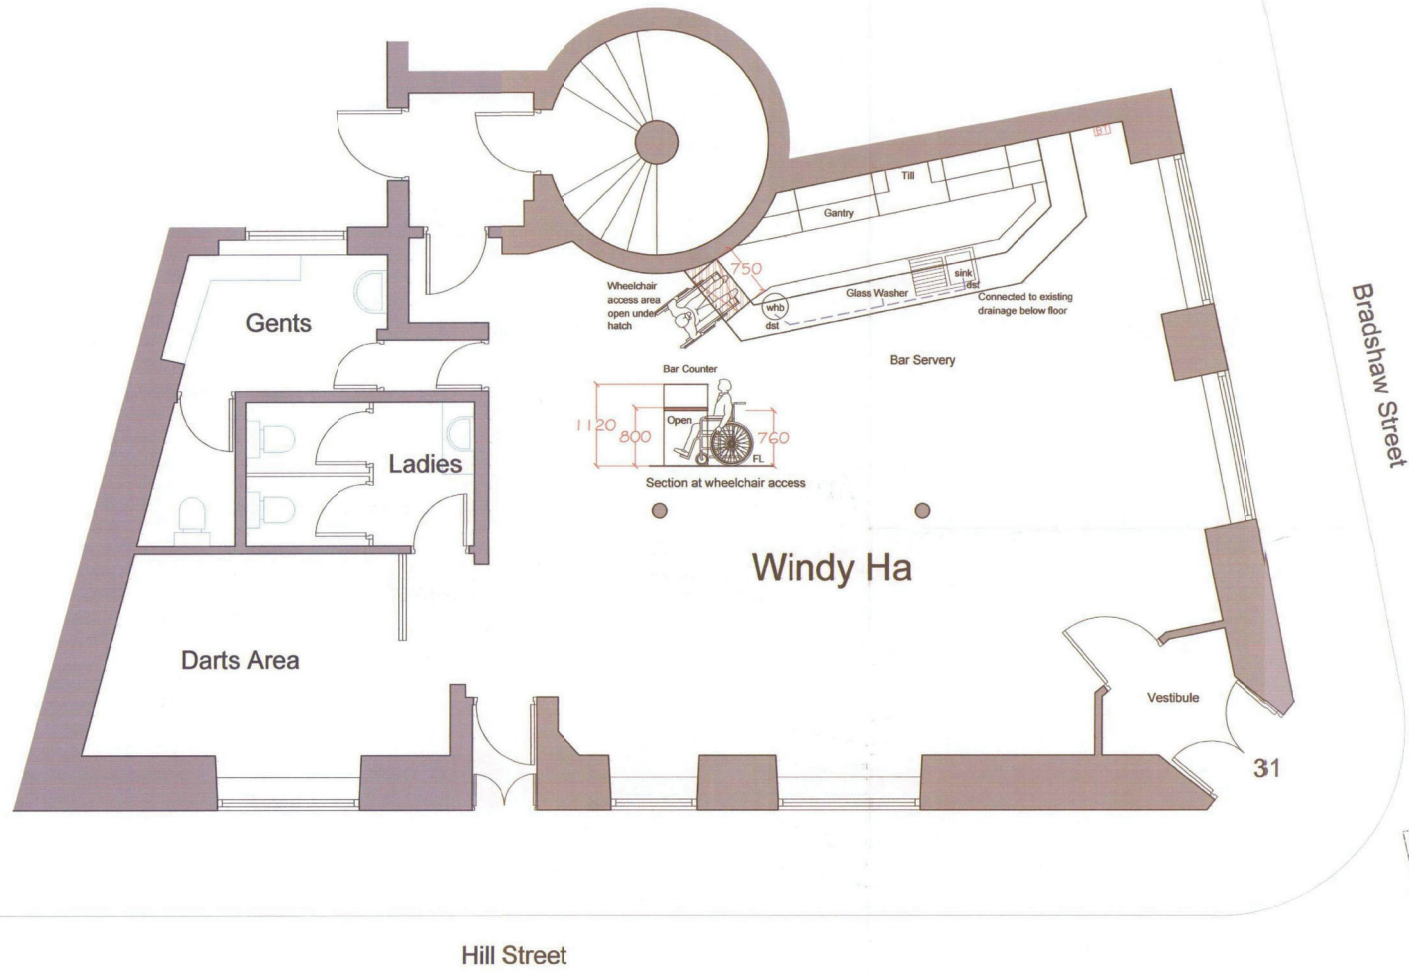 Till
Gantry
B1
750
Wheelchair
access area
open under
hatch
sink
dst
Glass Washer
Connected to existing
drainage below floor
whb
dst
Gents
Bar Servery
Bradshaw Street
Bar Counter
Open
1120
800
760
FL
Section at wheelchair access
Ladies
Windy Ha
Darts Area
Vestibule
31
Hill Street